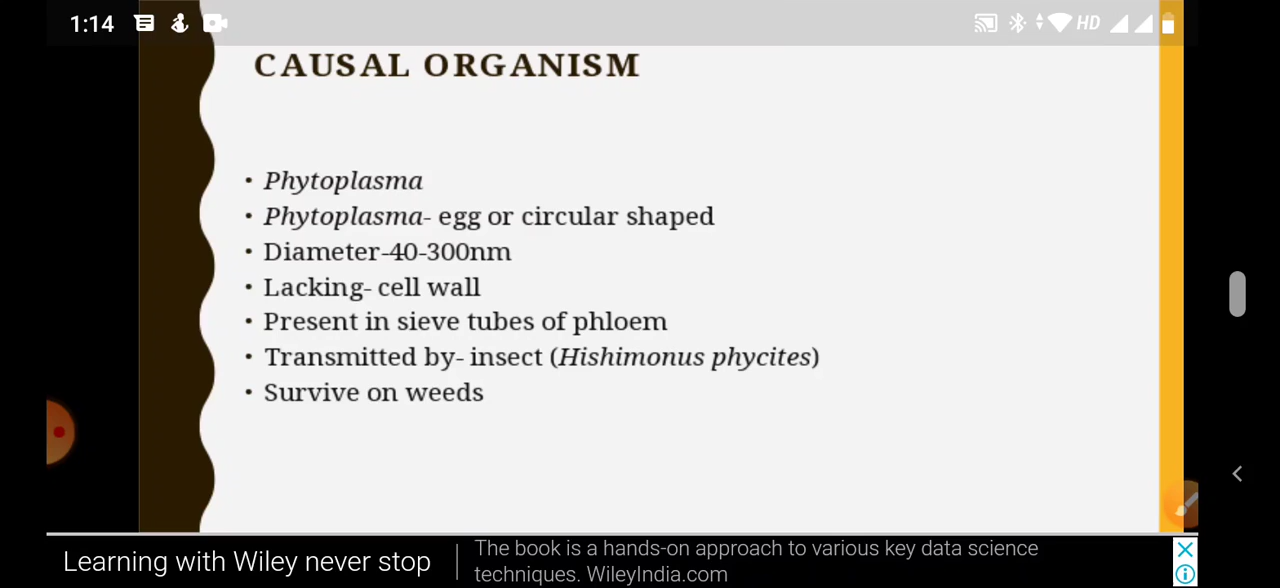 1:14 HD
CAUSAL ORGANISM
• Phytoplasma
• Phytoplasma- egg or circular shaped
• Diameter-40-300nm
• Lacking- cell wall
• Present in sieve tubes of phloem
• Transmitted by- insect (Hishimonus phycites)
• Survive on weeds
Learning with Wiley never stop
The book is a hands-on approach to various key data science
techniques. WileyIndia.com